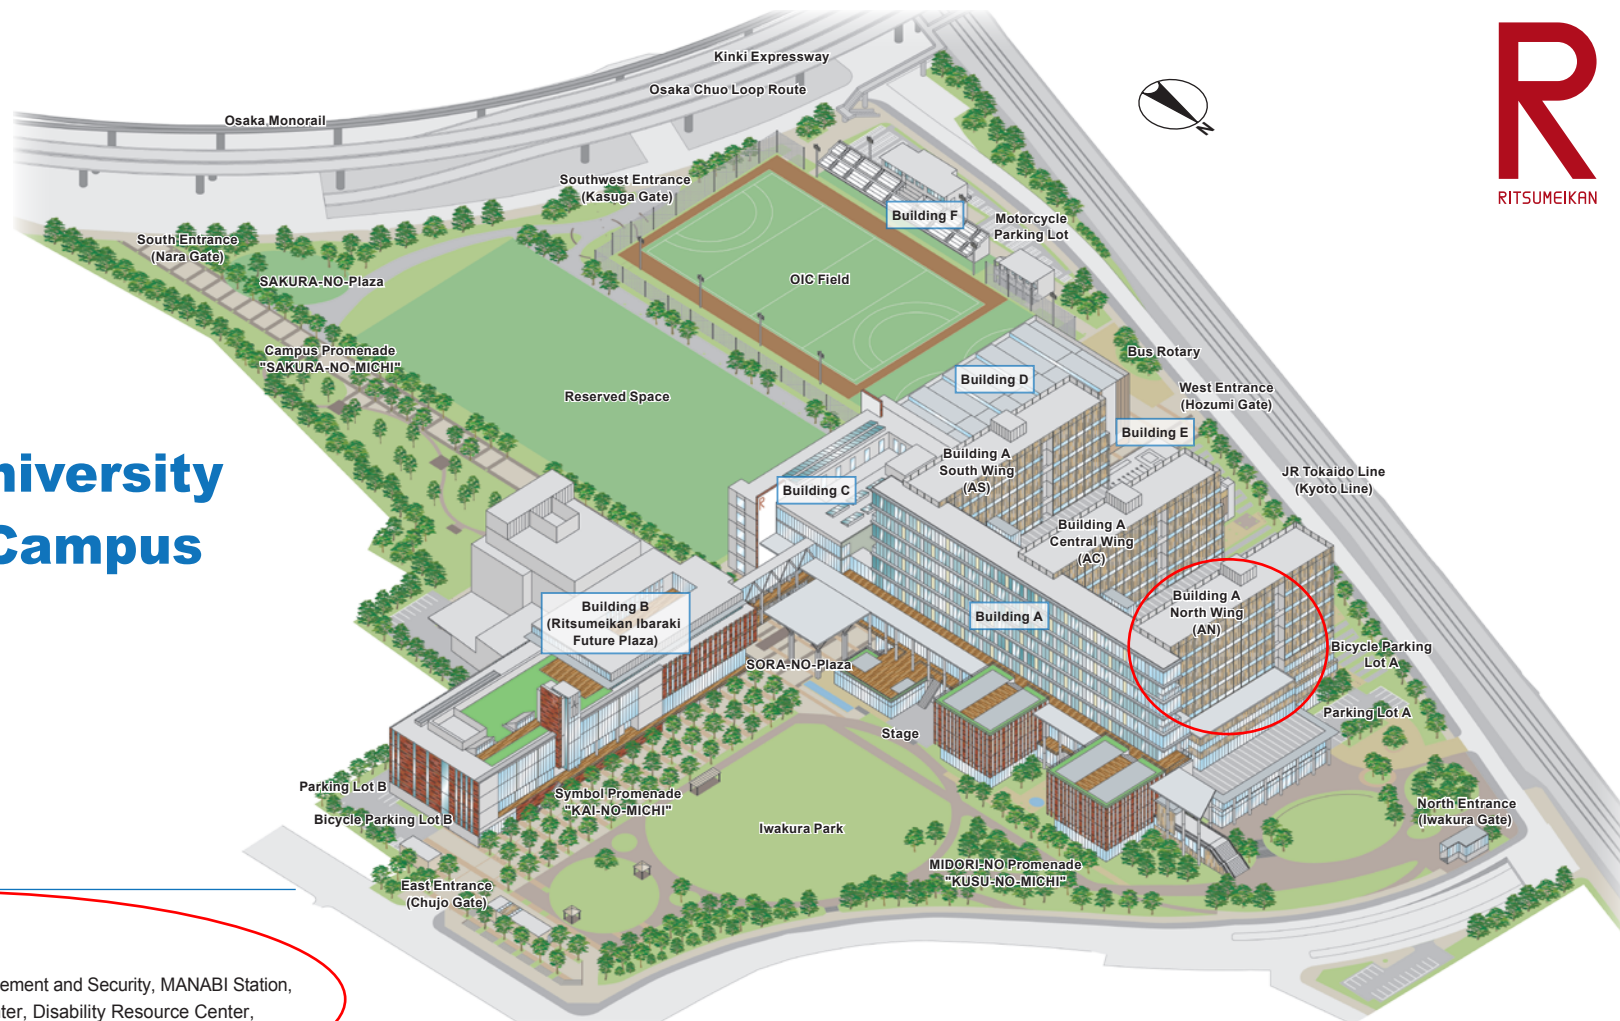 Kinki Expressway
Osaka Chuo Loop Route
Osaka Monorail
N
R
RITSUMEIKAN
Southwest Entrance
(Kasuga Gate)
Building F
Motorcycle
Parking Lot
South Entrance
(Nara Gate)
SAKURA-NO-Plaza
OIC Field
Campus Promenade
"SAKURA-NO-MICHI"
Reserved Space
Building D
Bus Rotary
West Entrance
(Hozumi Gate)
Building E
Building A
South Wing
(AS)
JR Tokaido Line
(Kyoto Line)
niversity
Campus
Building C
R
Building A
Central Wing
(AC)
Building B
(Ritsumeikan Ibaraki
Future Plaza)
Building A
Building A
North Wing
(AN)
SORA-NO-Plaza
Bicycle Parking
Lot A
Parking Lot A
Stage
Parking Lot B
Bicycle Parking Lot B
Symbol Promenade
"KAI-NO-MICHI"
Iwakura Park
North Entrance
(Iwakura Gate)
MIDORI-NO Promenade
"KUSU-NO-MICHI"
East Entrance
(Chujo Gate)
ement and Security, MANABI Station,
nter, Disability Resource Center,